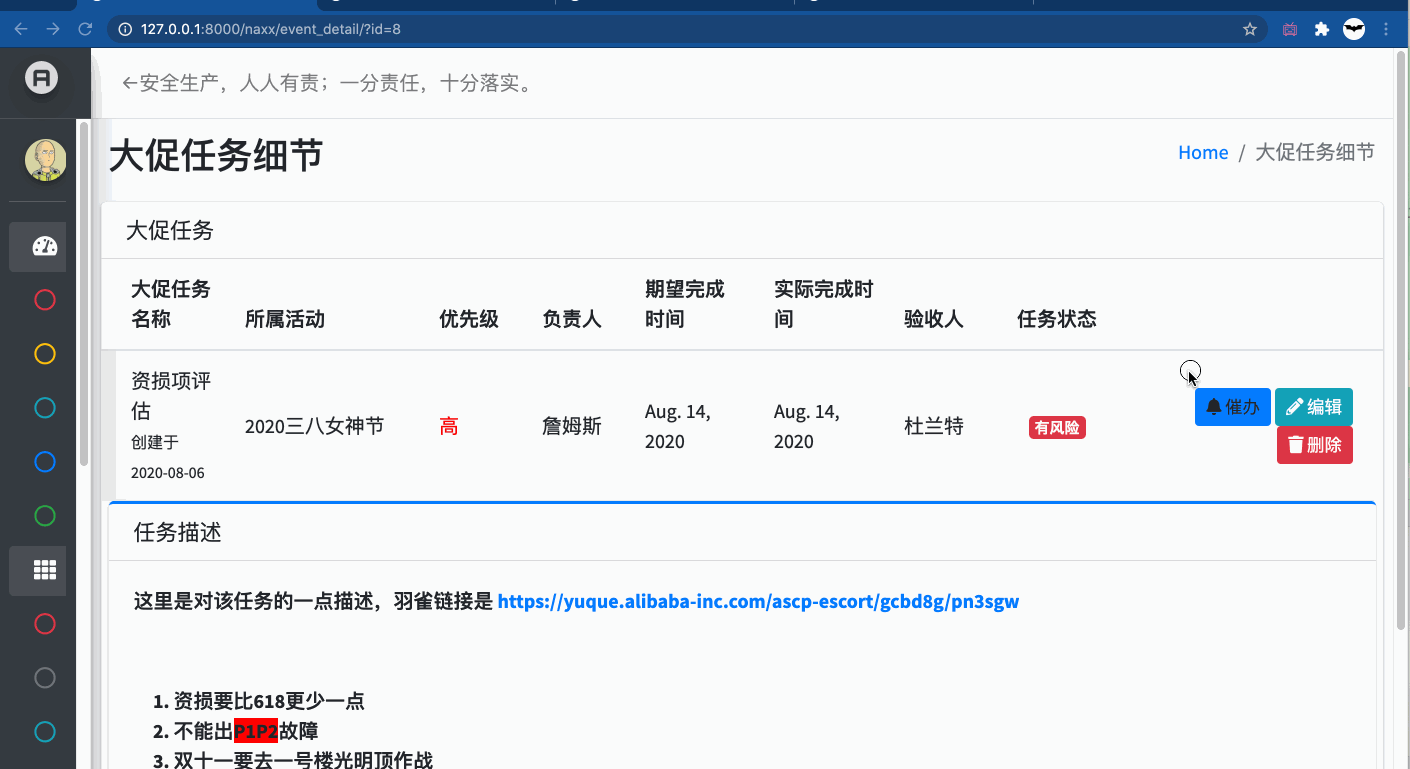 127.0.0.1:8000/naxx/event_detail/?id=8
←安全生产，人人有责；一分责任，十分落实。
大促任务细节
Home / 大促任务细节
大促任务
大促任务
名称
所属活动
优先级
负责人
期望完成
时间
实际完成时
间
验收人
任务状态
资损项评
估
创建于
2020-08-06
2020三八女神节
高
詹姆斯
Aug. 14,
2020
Aug. 14,
2020
杜兰特
有风险
催办
编辑
删除
任务描述
这里是对该任务的一点描述，羽雀链接是 https://yuque.alibaba-inc.com/ascp-escort/gcbd8g/pn3sgw
1. 资损要比618更少一点
2. 不能出P1P2故障
3. 双十一要去一号楼光明顶作战